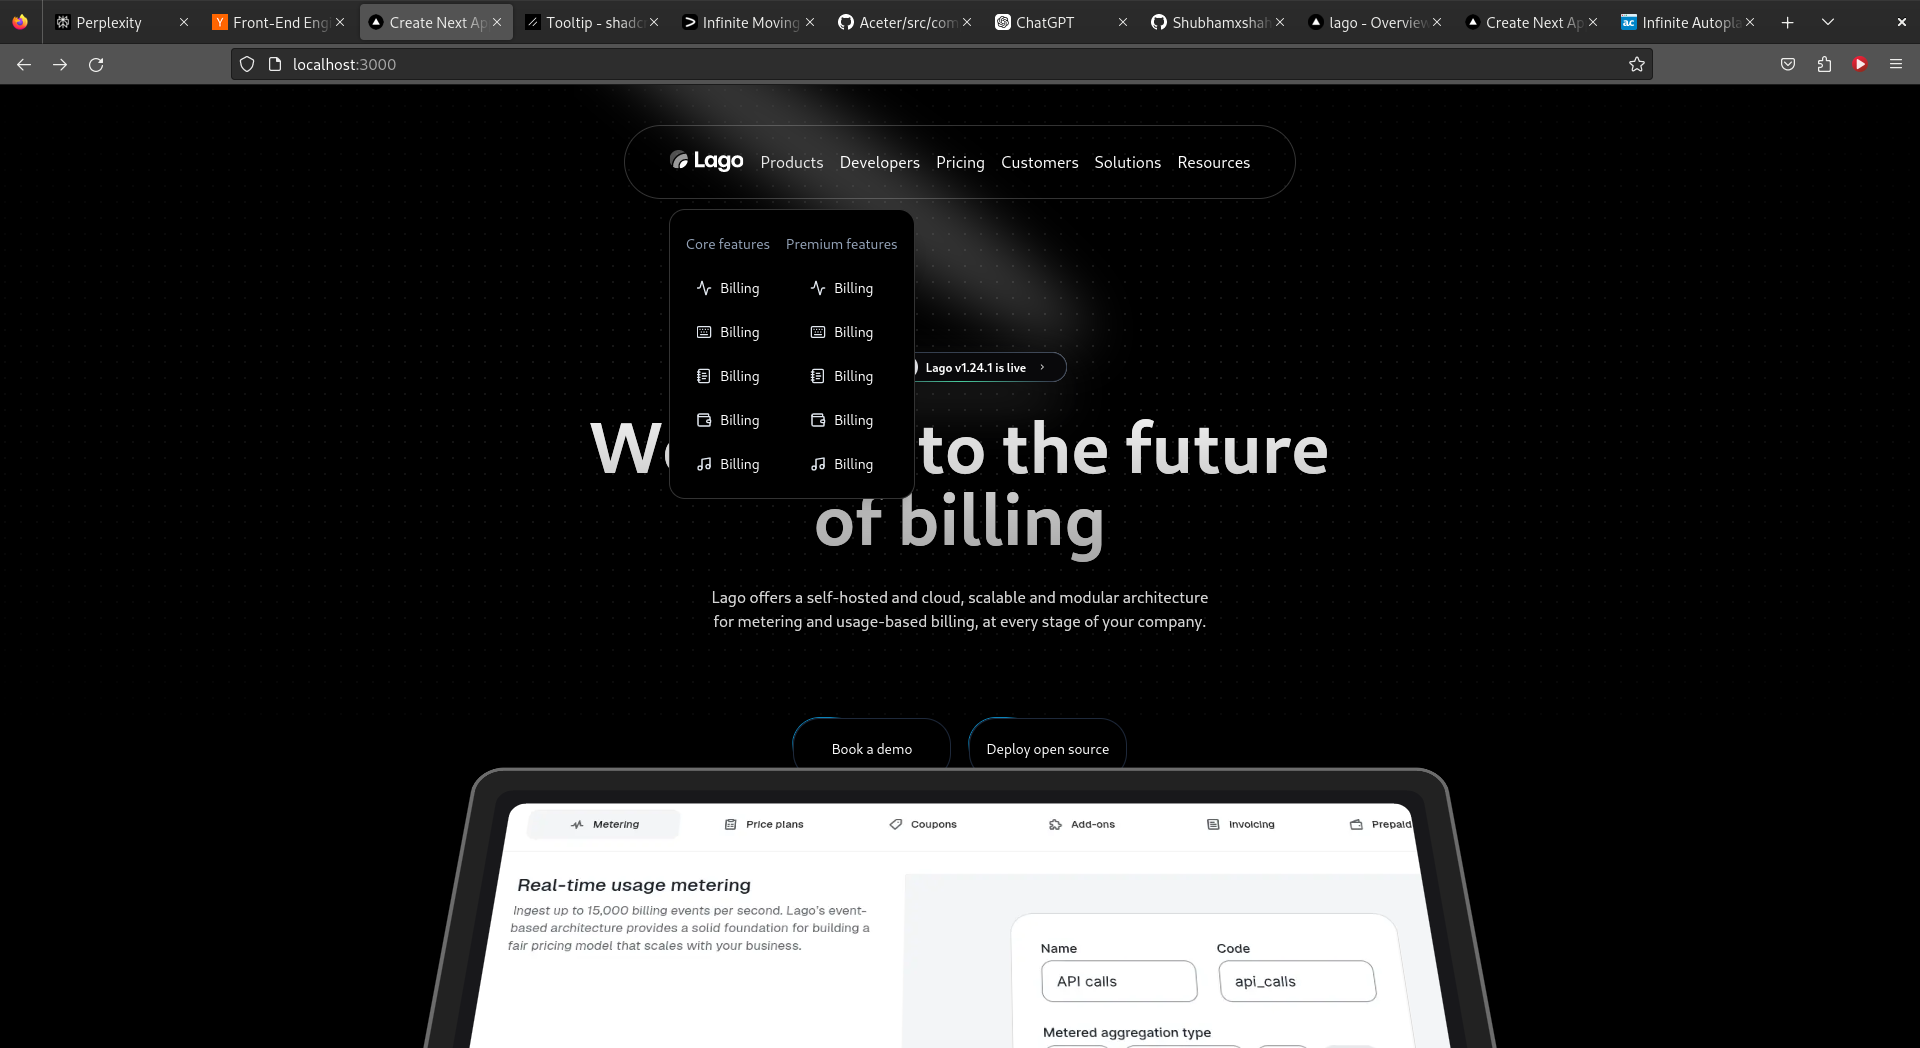 Perplexity
Front-End Eng
Create Next Ap
Tooltip - shadc
Infinite Moving
Aceter/src/com
ChatGPT
Shubhamxshah
lago - Overview
Create Next Ap
Infinite Autopla
localhost:3000
Lago Products Developers Pricing Customers Solutions Resources
Core features Premium features
Billing Billing
Billing Billing
Billing Billing
Billing Billing
Billing Billing
Lago v1.24.1 is live
to the future
of billing
Lago offers a self-hosted and cloud, scalable and modular architecture
for metering and usage-based billing, at every stage of your company.
Book a demo Deploy open source
Metering Price plans Coupons Add-ons Invoicing Prepaid
Real-time usage metering
Ingest up to 15,000 billing events per second. Lago's event-
based architecture provides a solid foundation for building a
fair pricing model that scales with your business.
Name Code
API calls api_calls
Metered aggregation type